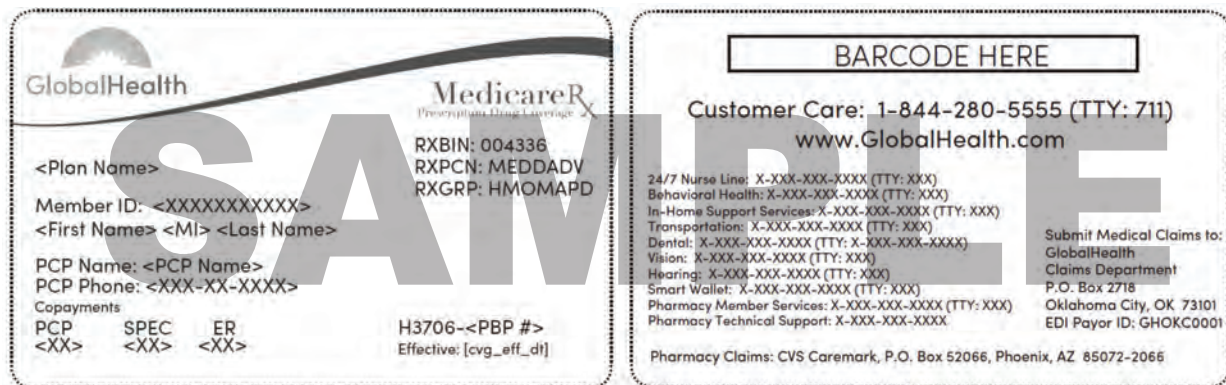 GlobalHealth
MedicareRx
Prescription Drug Coverage
RXBIN: 004336
RXPCN: MEDDADV
RXGRP: HMOMAPD
<Plan Name>
Member ID: <XXXXXXXXXXX>
<First Name> <MI> <Last Name>
PCP Name: <PCP Name>
PCP Phone: <XXX-XX-XXXX>
Copayments
PCP SPEC ER
<XX> <XX> <XX>
H3706-<PBP #>
Effective: [cvg_eff_dt]
SAMPLE
BARCODE HERE
Customer Care: 1-844-280-5555 (TTY: 711)
www.GlobalHealth.com
24/7 Nurse Line: X-XXX-XXX-XXXX (TTY: XXX)
Behavioral Health: X-XXX-XXX-XXXX (TTY: XXX)
In-Home Support Services: X-XXX-XXX-XXXX (TTY: XXX)
Transportation: X-XXX-XXX-XXXX (TTY: XXX)
Dental: X-XXX-XXX-XXXX (TTY: X-XXX-XXX-XXXX)
Vision: X-XXX-XXX-XXXX (TTY: XXX)
Hearing: X-XXX-XXX-XXXX (TTY: XXX)
Smart Wallet: X-XXX-XXX-XXXX (TTY: XXX)
Pharmacy Member Services: X-XXX-XXX-XXXX (TTY: XXX)
Pharmacy Technical Support: X-XXX-XXX-XXXX
Submit Medical Claims to:
GlobalHealth
Claims Department
P.O. Box 2718
Oklahoma City, OK 73101
EDI Payor ID: GHOKC0001
Pharmacy Claims: CVS Caremark, P.O. Box 52066, Phoenix, AZ 85072-2066